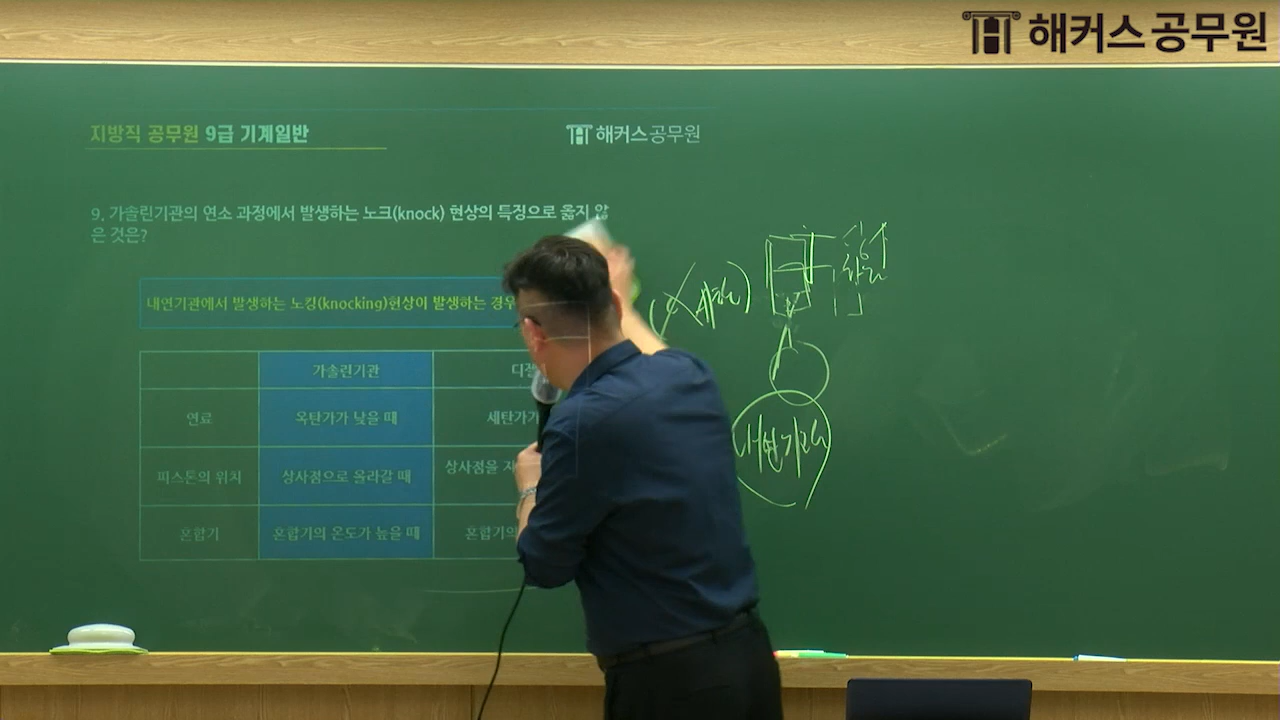 해커스공무원
지방직 공무원 9급 기계일반
해커스공무원
9. 가솔린기관의 연소 과정에서 발생하는 노크(knock) 현상의 특징으로 옳지 않
은 것은?
내연기관에서 발생하는 노킹(knocking)현상이 발생하는 경우
가솔린기관
연료
옥탄가가 낮을 때
세탄가가
피스톤의 위치
상사점으로 올라갈 때
상사점을
혼합기
혼합기의 온도가 높을 때
혼합기의
내연기관